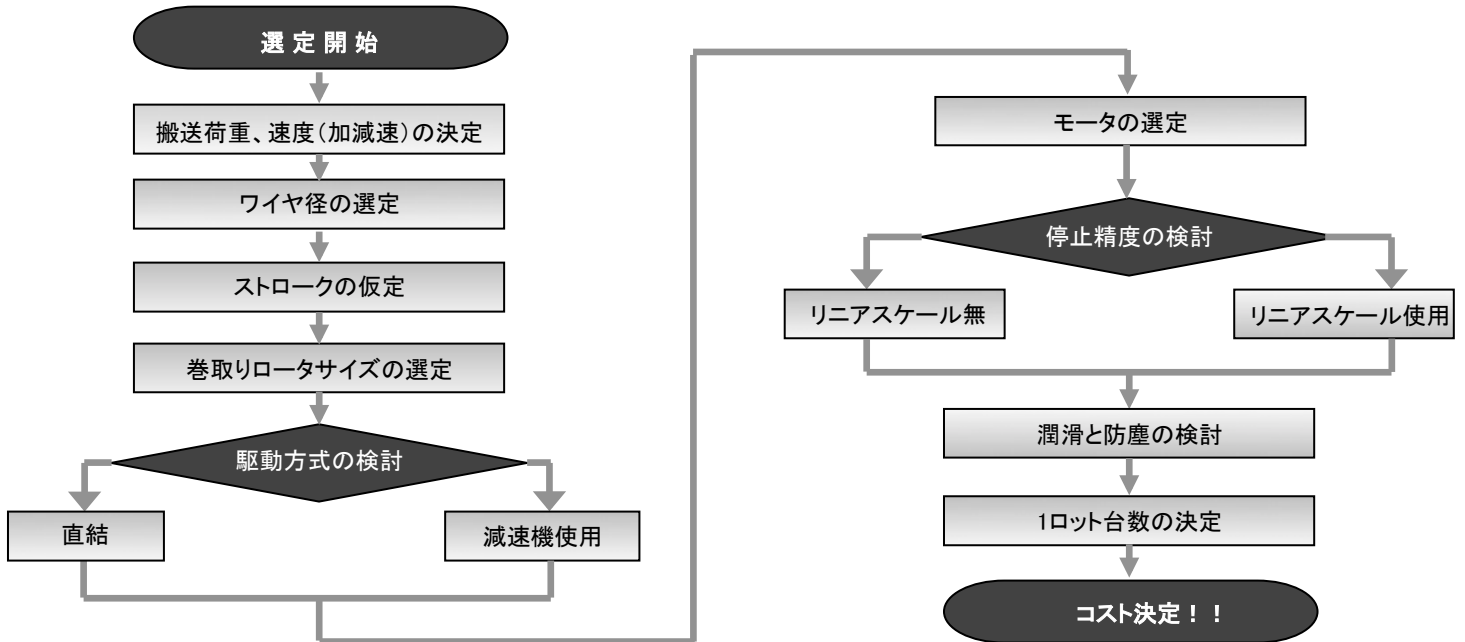 選定開始
搬送荷重、速度(加減速)の決定
ワイヤ径の選定
ストロークの仮定
巻取りロータサイズの選定
駆動方式の検討
直結
減速機使用
モータの選定
停止精度の検討
リニアスケール無
リニアスケール使用
潤滑と防塵の検討
1ロット台数の決定
コスト決定!!